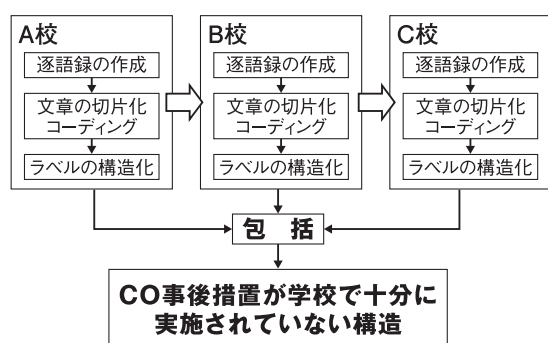 A校
逐語録の作成
文章の切片化
コーディング
ラベルの構造化
B校
逐語録の作成
文章の切片化
コーディング
ラベルの構造化
C校
逐語録の作成
文章の切片化
コーディング
ラベルの構造化
包 括
CO事後措置が学校で十分に
実施されていない構造